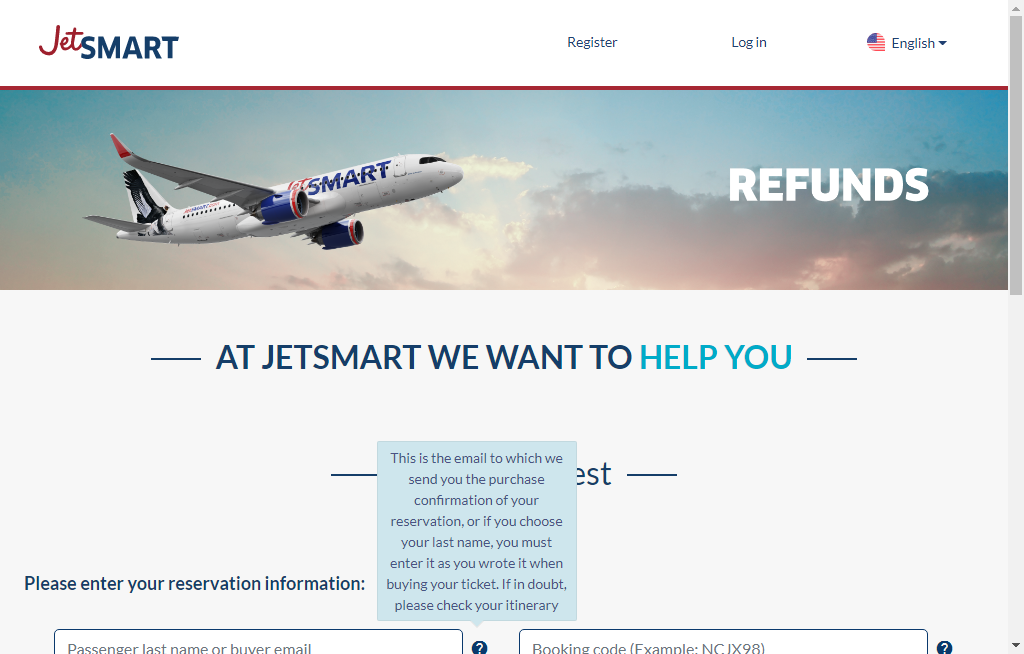 JetSMART
Register
Log in
English
JetSMART
REFUNDS
AT JETSMART WE WANT TO HELP YOU
est
This is the email to which we
send you the purchase
confirmation of your
reservation, or if you choose
your last name, you must
enter it as you wrote it when
buying your ticket. If in doubt,
please check your itinerary
Please enter your reservation information:
Passenger last name or buyer email
?
Booking code (Example: NCJX98)
?